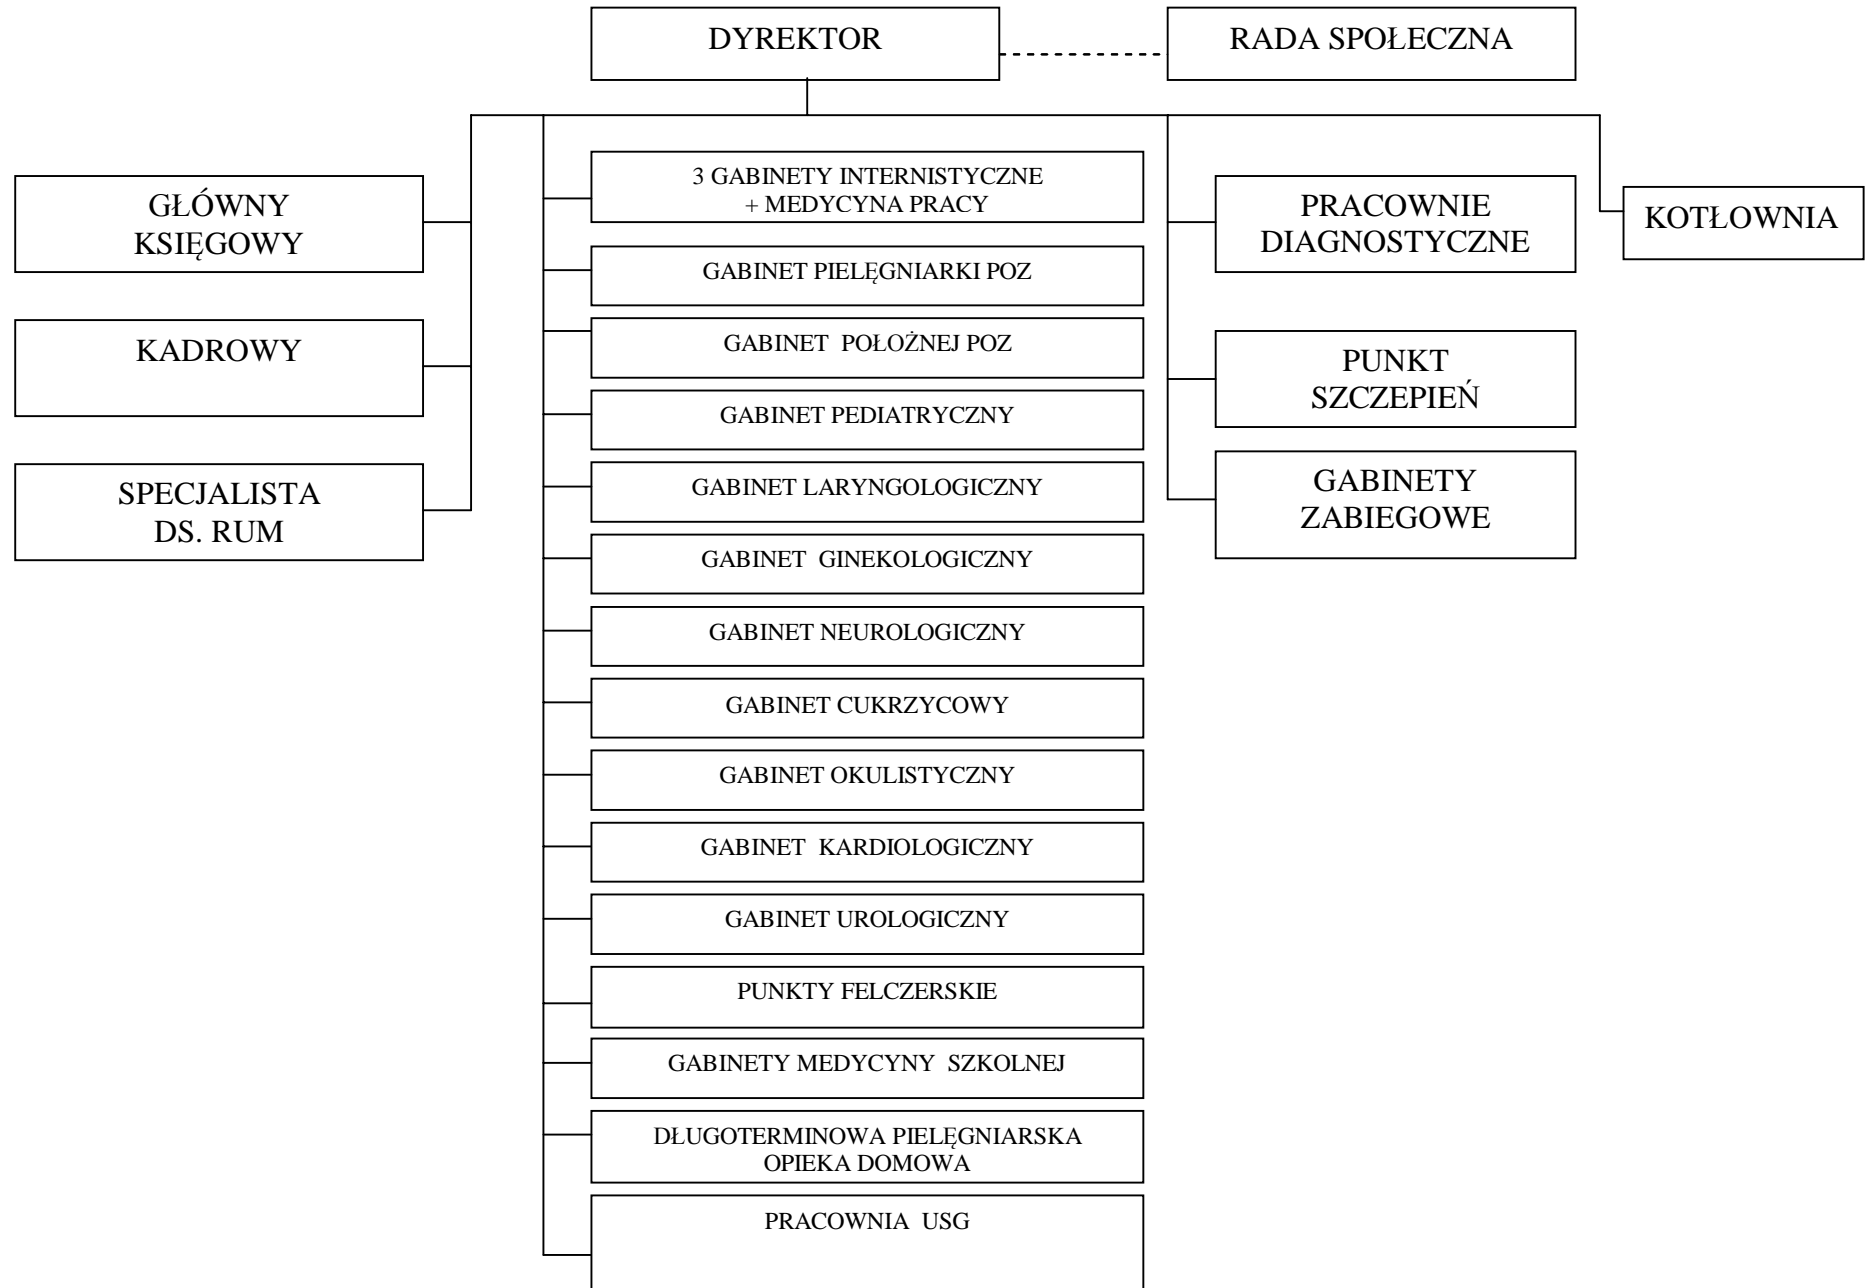 DYREKTOR
RADA SPOŁECZNA
GŁÓWNY
KSIĘGOWY
KADROWY
SPECJALISTA
DS. RUM
3 GABINETY INTERNISTYCZNE
+ MEDYCYNA PRACY
GABINET PIELĘGNIARKI POZ
GABINET POŁOŻNEJ POZ
GABINET PEDIATRYCZNY
GABINET LARYNGOLOGICZNY
GABINET GINEKOLOGICZNY
GABINET NEUROLOGICZNY
GABINET CUKRZYCOWY
GABINET OKULISTYCZNY
GABINET KARDIOLOGICZNY
GABINET UROLOGICZNY
PUNKTY FELCZERSKIE
GABINETY MEDYCYNY SZKOLNEJ
DŁUGOTERMINOWA PIELĘGNIARSKA
OPIEKA DOMOWA
PRACOWNIA USG
PRACOWNIE
DIAGNOSTYCZNE
PUNKT
SZCZEPIEŃ
GABINETY
ZABIEGOWE
KOTŁOWNIA